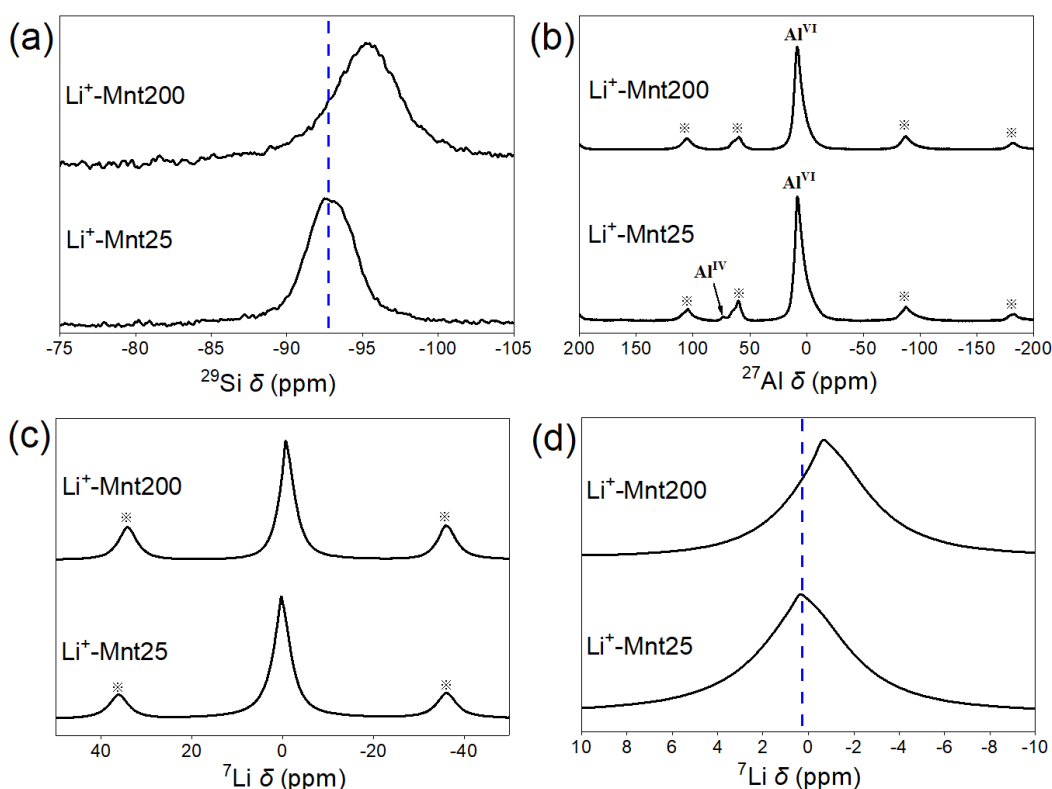 (a)
Li⁺-Mnt200
Li⁺-Mnt25
-75 -80 -85 -90 -95 -100 -105
²⁹Si δ (ppm)
(b)
Alⱽᴵ
Li⁺-Mnt200
※ ※ ※ ※
Alⱽᴵ
Li⁺-Mnt25
Alᴵⱽ
※ ※ ※ ※
200 150 100 50 0 -50 -100 -150 -200
²⁷Al δ (ppm)
(c)
Li⁺-Mnt200
※ ※
Li⁺-Mnt25
※ ※
40 20 0 -20 -40
⁷Li δ (ppm)
(d)
Li⁺-Mnt200
Li⁺-Mnt25
10 8 6 4 2 0 -2 -4 -6 -8 -10
⁷Li δ (ppm)